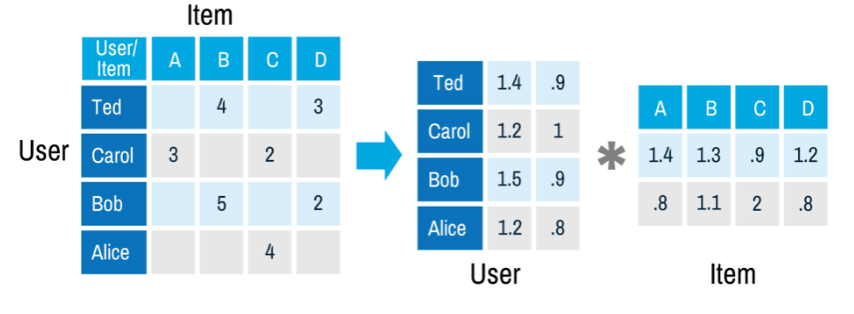 Item
User/
Item A B C D
Ted 4 3
User Carol 3 2
Bob 5 2
Alice 4
Ted 1.4 .9
Carol 1.2 1
Bob 1.5 .9
Alice 1.2 .8
User
*
A B C D
1.4 1.3 .9 1.2
.8 1.1 2 .8
Item